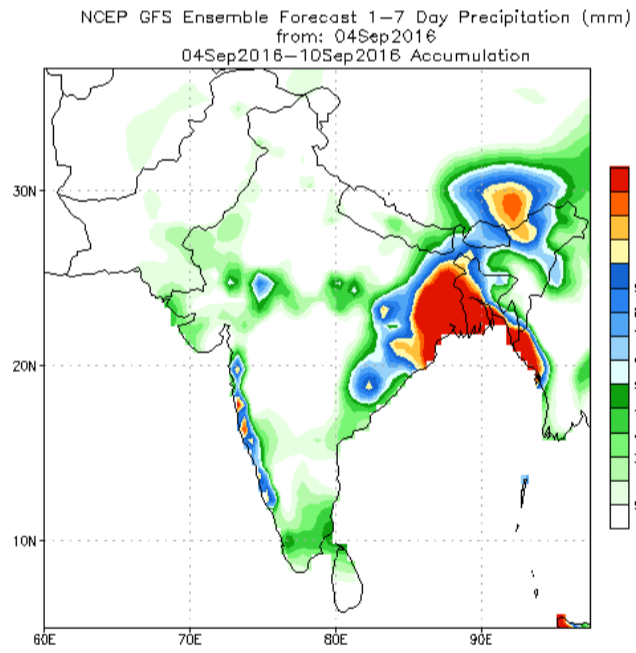 NCEP GFS Ensemble Forecast 1–7 Day Precipitation (mm)
from: 04Sep2016
04Sep2016–10Sep2016 Accumulation
30N
20N
10N
60E
70E
80E
90E